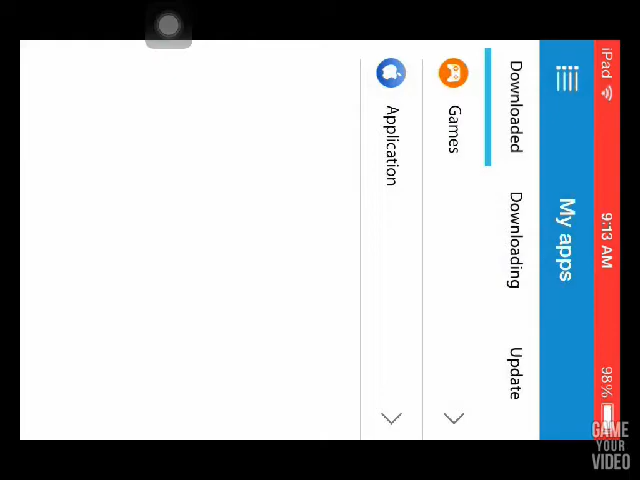 iPad 9:13 AM 98%
My apps
Downloaded Downloading Update
Games
Application
GAME
YOUR
VIDEO